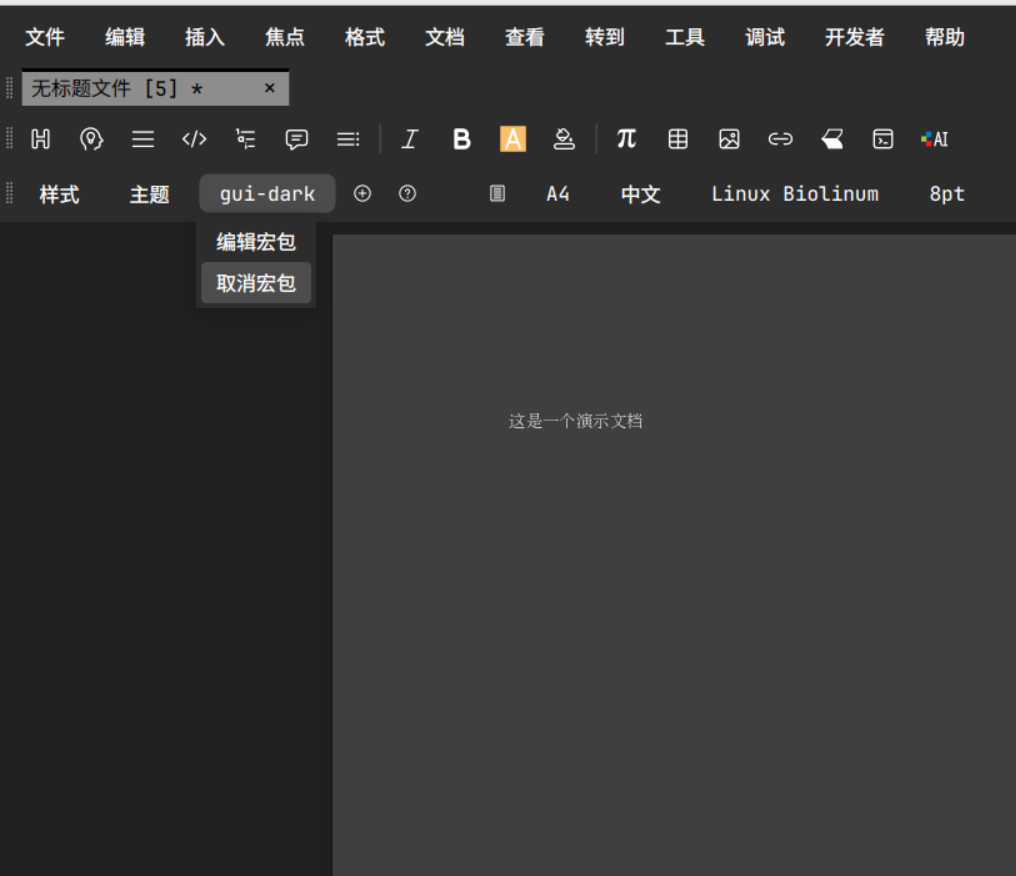 文件 编辑 插入 焦点 格式 文档 查看 转到 工具 调试 开发者 帮助
无标题文件 [5] * ×
I B A π AI
样式 主题 gui-dark A4 中文 Linux Biolinum 8pt
编辑宏包
取消宏包
这是一个演示文档